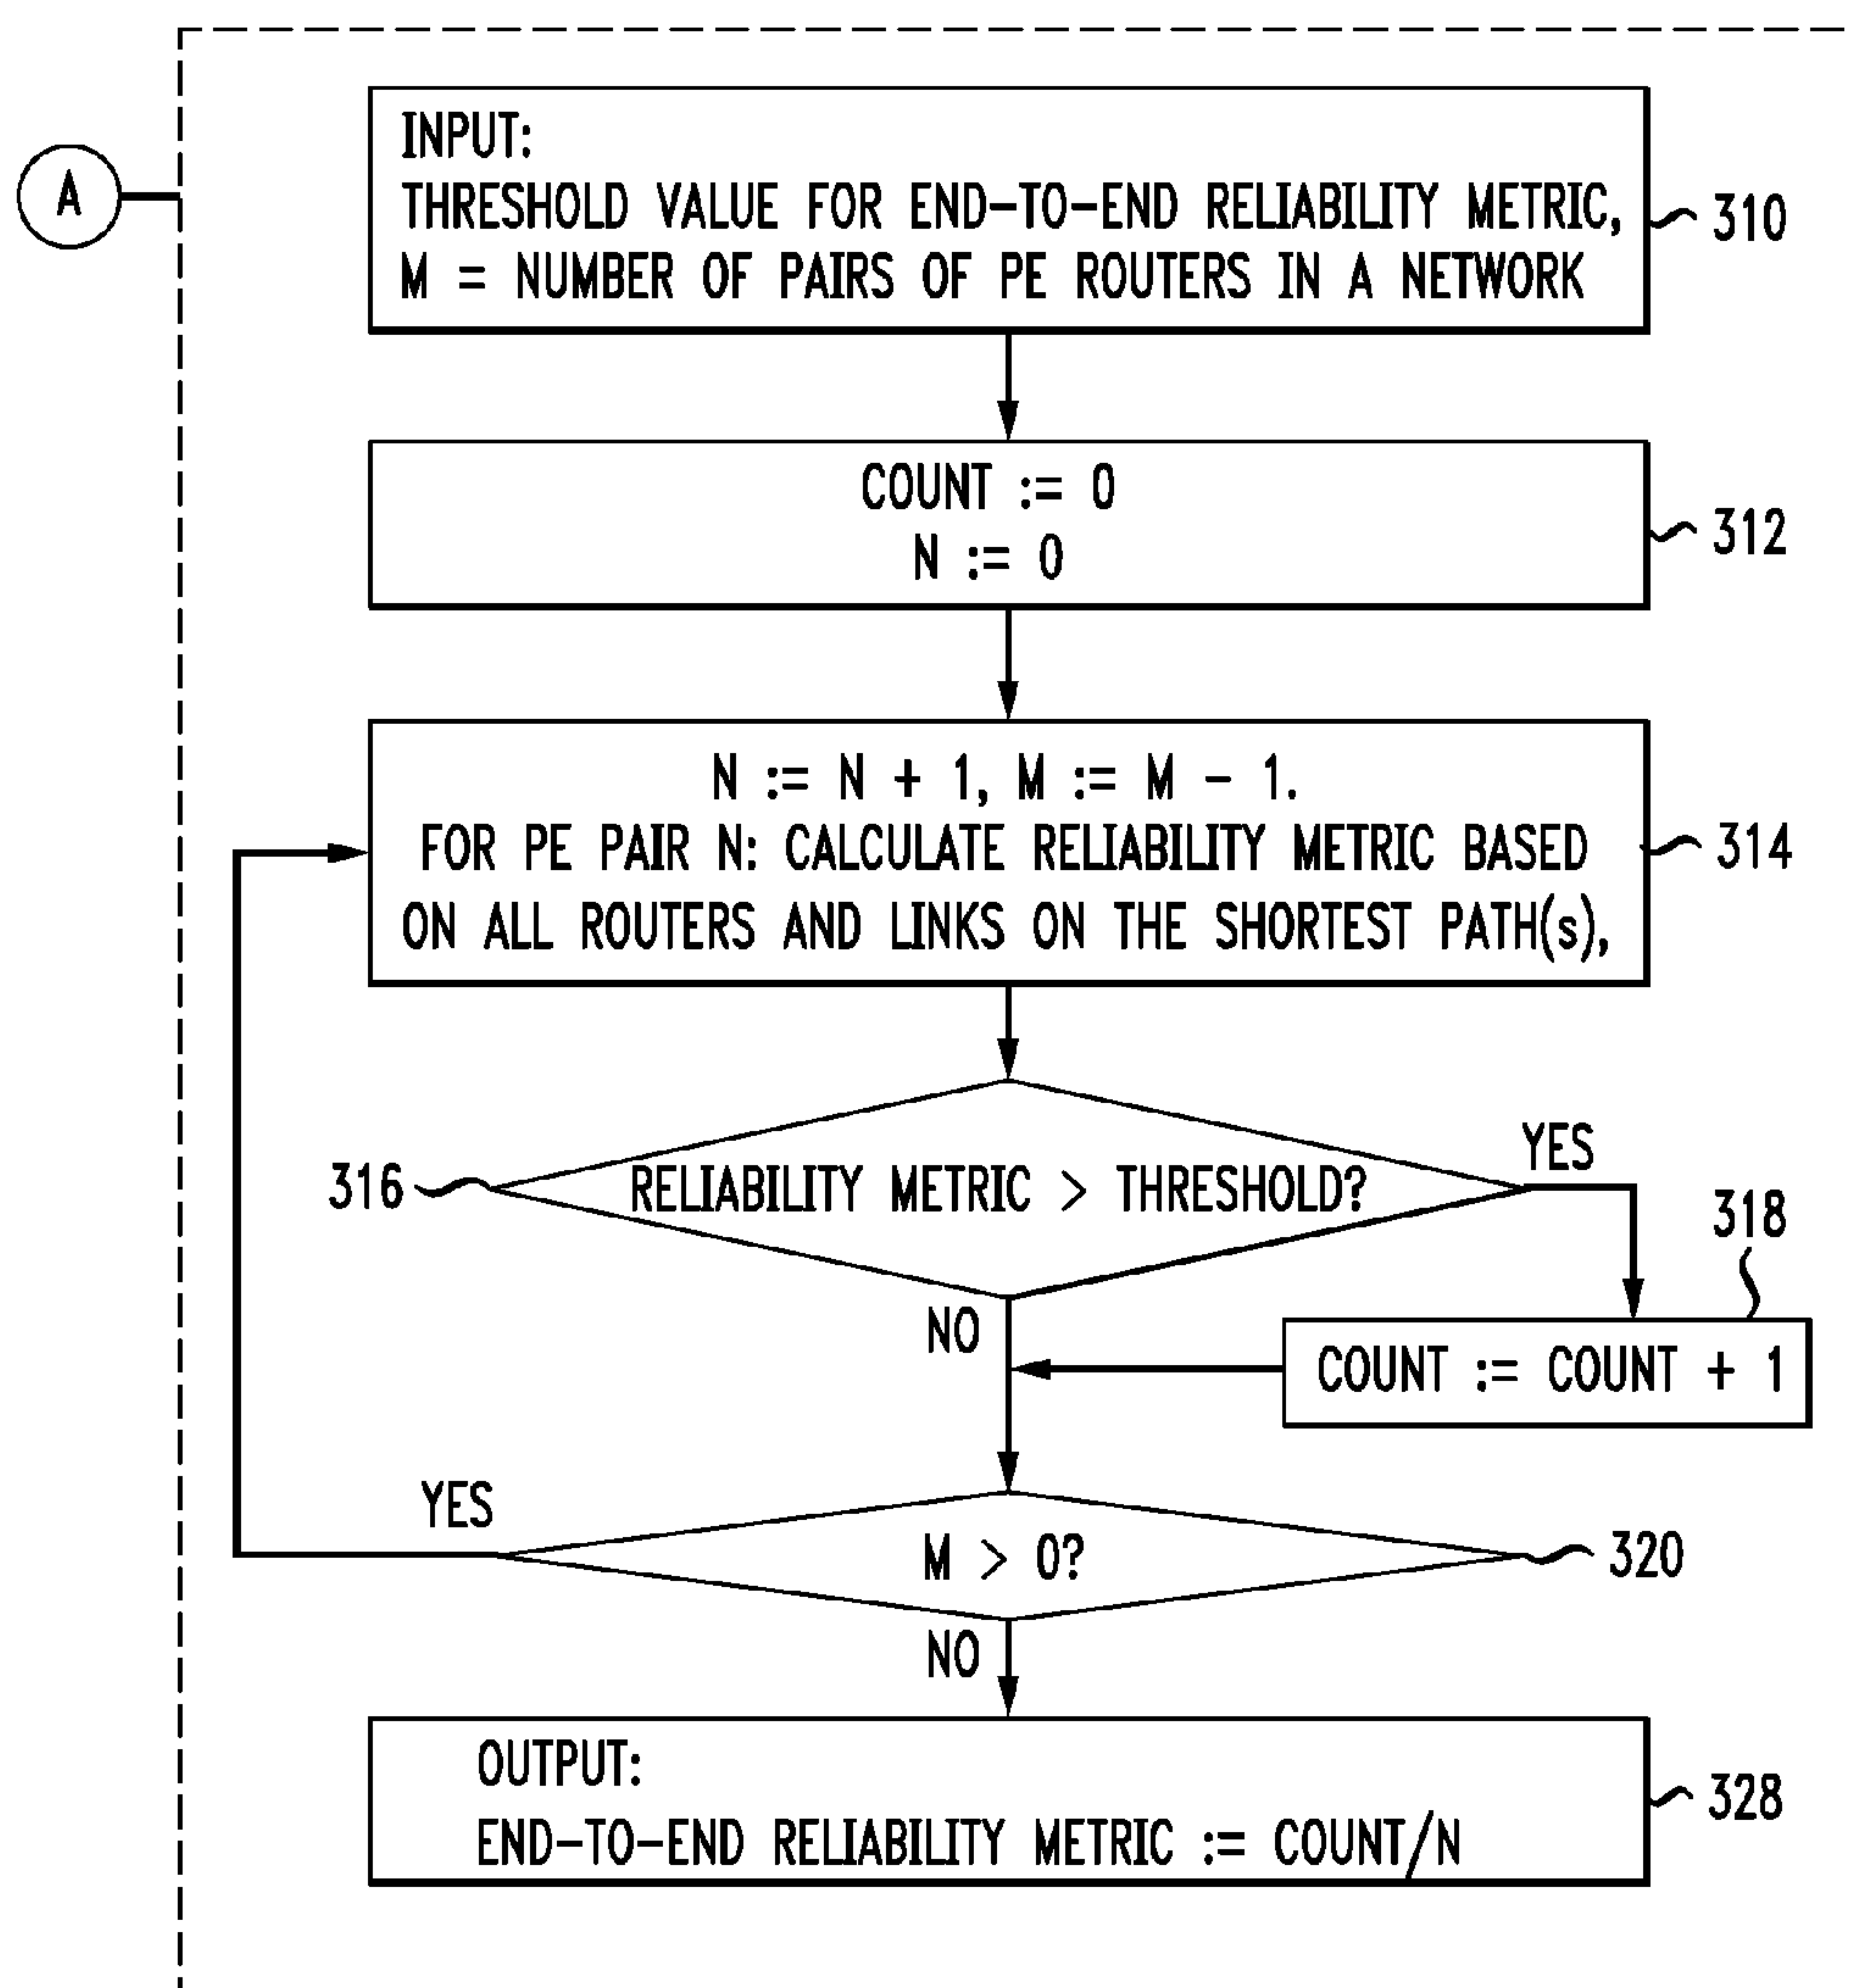 A
INPUT:
THRESHOLD VALUE FOR END-TO-END RELIABILITY METRIC,
M = NUMBER OF PAIRS OF PE ROUTERS IN A NETWORK
310
COUNT := 0
N := 0
312
N := N + 1, M := M - 1.
FOR PE PAIR N: CALCULATE RELIABILITY METRIC BASED
ON ALL ROUTERS AND LINKS ON THE SHORTEST PATH(s),
314
316
RELIABILITY METRIC > THRESHOLD?
YES
318
NO
COUNT := COUNT + 1
YES
M > 0?
320
NO
OUTPUT:
END-TO-END RELIABILITY METRIC := COUNT/N
328